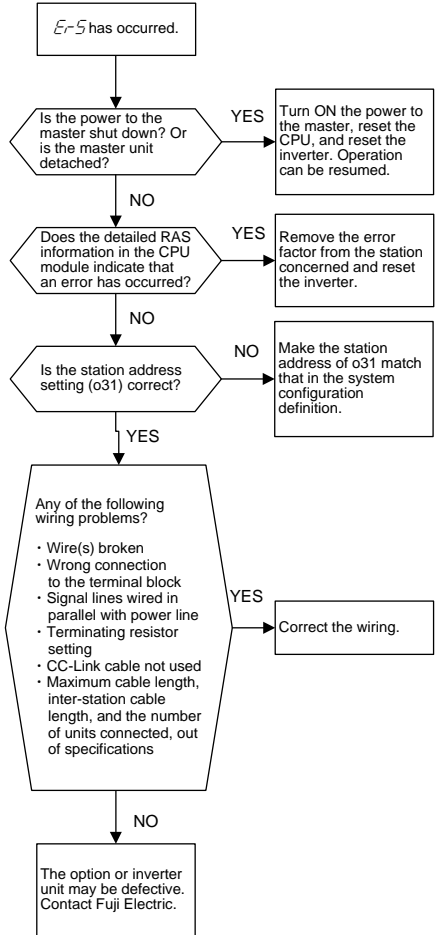 Er5 has occurred.
Is the power to the
master shut down? Or
is the master unit
detached?
YES
Turn ON the power to
the master, reset the
CPU, and reset the
inverter. Operation
can be resumed.
NO
Does the detailed RAS
information in the CPU
module indicate that
an error has occurred?
YES
Remove the error
factor from the station
concerned and reset
the inverter.
NO
Is the station address
setting (o31) correct?
NO
Make the station
address of o31 match
that in the system
configuration
definition.
YES
Any of the following
wiring problems?
・ Wire(s) broken
・ Wrong connection
to the terminal block
・ Signal lines wired in
parallel with power line
・ Terminating resistor
setting
・ CC-Link cable not used
・ Maximum cable length,
inter-station cable
length, and the number
of units connected, out
of specifications
YES
Correct the wiring.
NO
The option or inverter
unit may be defective.
Contact Fuji Electric.